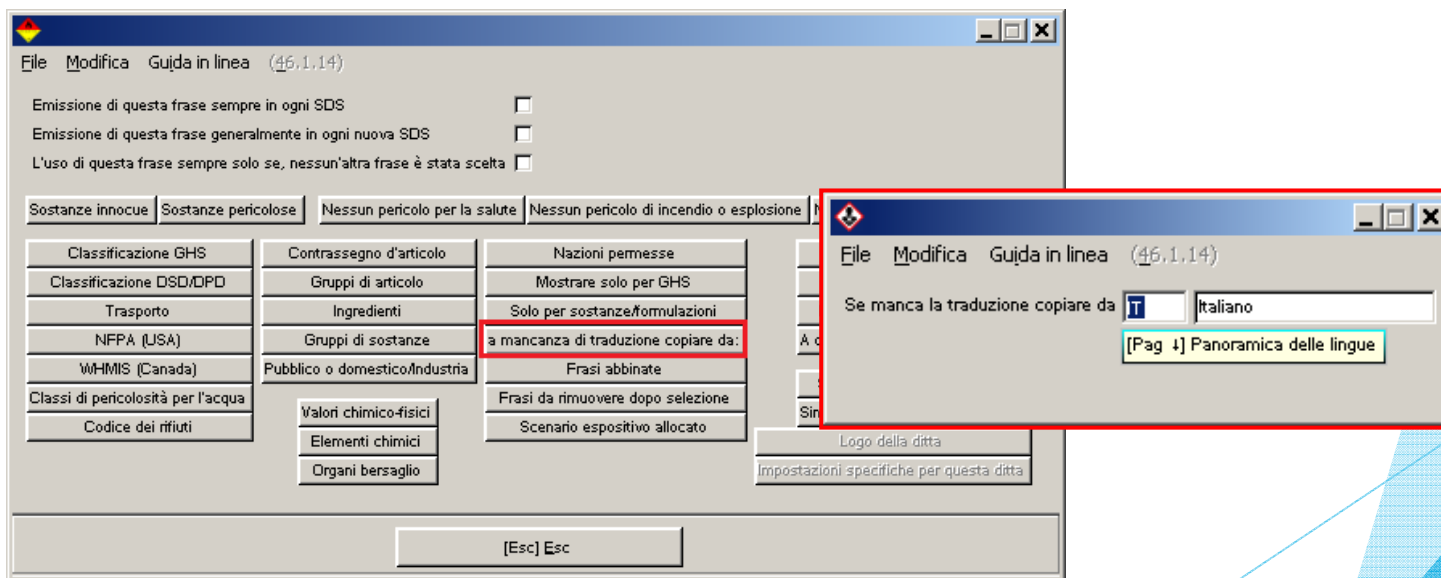 File Modifica Guida in linea (46.1.14)
Emissione di questa frase sempre in ogni SDS
Emissione di questa frase generalmente in ogni nuova SDS
L'uso di questa frase sempre solo se, nessun'altra frase è stata scelta
Sostanze innocue Sostanze pericolose Nessun pericolo per la salute Nessun pericolo di incendio o esplosione
Classificazione GHS Contrassegno d'articolo Nazioni permesse
Classificazione DSD/DPD Gruppi di articolo Mostrare solo per GHS
Trasporto Ingredienti Solo per sostanze/formulazioni
NFPA (USA) Gruppi di sostanze a mancanza di traduzione copiare da:
WHMIS (Canada) Pubblico o domestico/Industria Frasi abbinate
Classi di pericolosità per l'acqua Frasi da rimuovere dopo selezione
Codice dei rifiuti Valori chimico-fisici Scenario espositivo allocato
Elementi chimici Logo della ditta
Organi bersaglio Impostazioni specifiche per questa ditta
[Esc] Esc
File Modifica Guida in linea (46.1.14)
Se manca la traduzione copiare da IT Italiano
[Pag ↓] Panoramica delle lingue